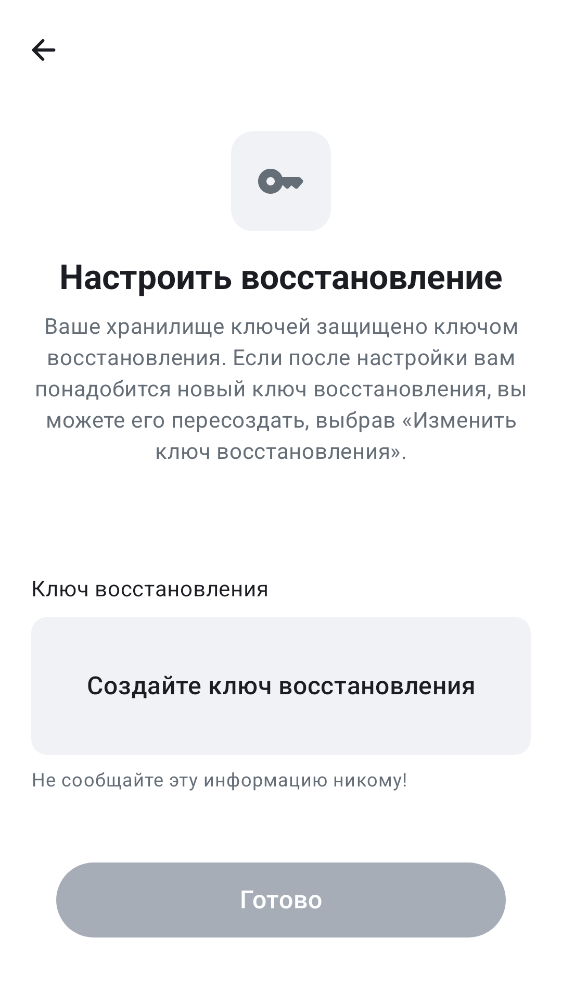 Настроить восстановление
Ваше хранилище ключей защищено ключом
восстановления. Если после настройки вам
понадобится новый ключ восстановления, вы
можете его пересоздать, выбрав «Изменить
ключ восстановления».
Ключ восстановления
Создайте ключ восстановления
Не сообщайте эту информацию никому!
Готово